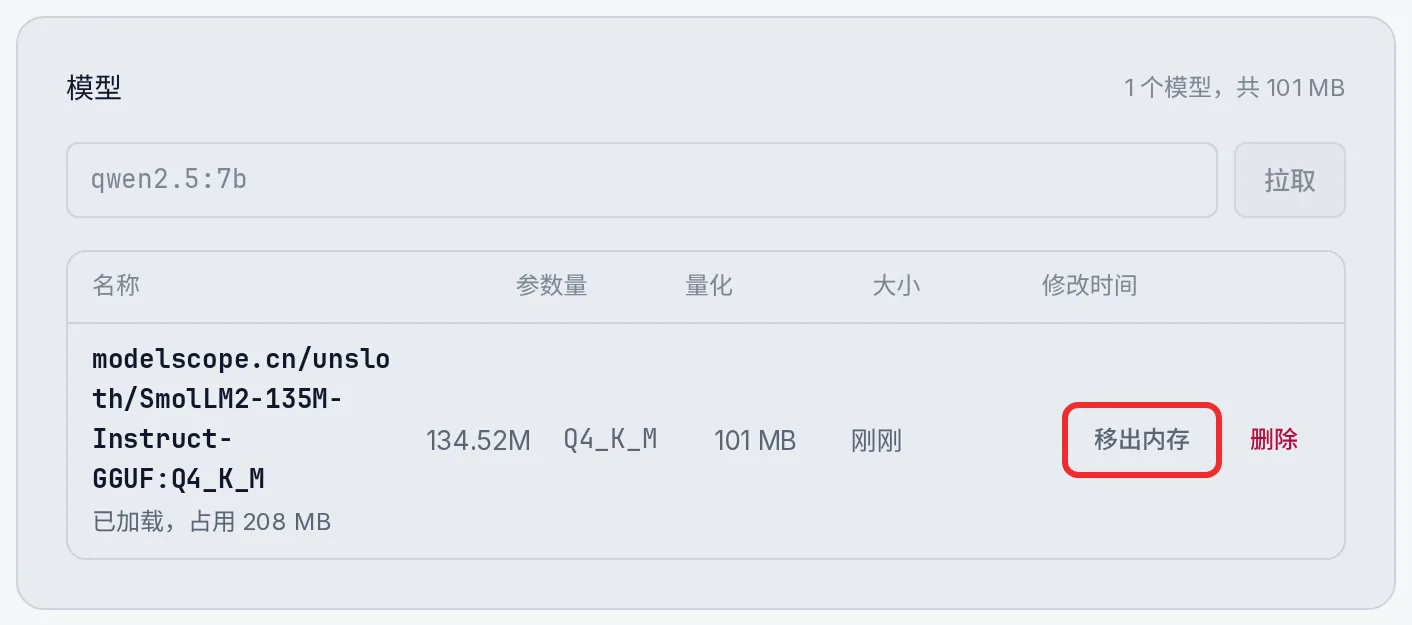 模型
1 个模型，共 101 MB
qwen2.5:7b
拉取
名称 参数量 量化 大小 修改时间
modelscope.cn/unslo
th/SmolLM2-135M-
Instruct-
GGUF:Q4_K_M
已加载，占用 208 MB
134.52M Q4_K_M 101 MB 刚刚 移出内存 删除